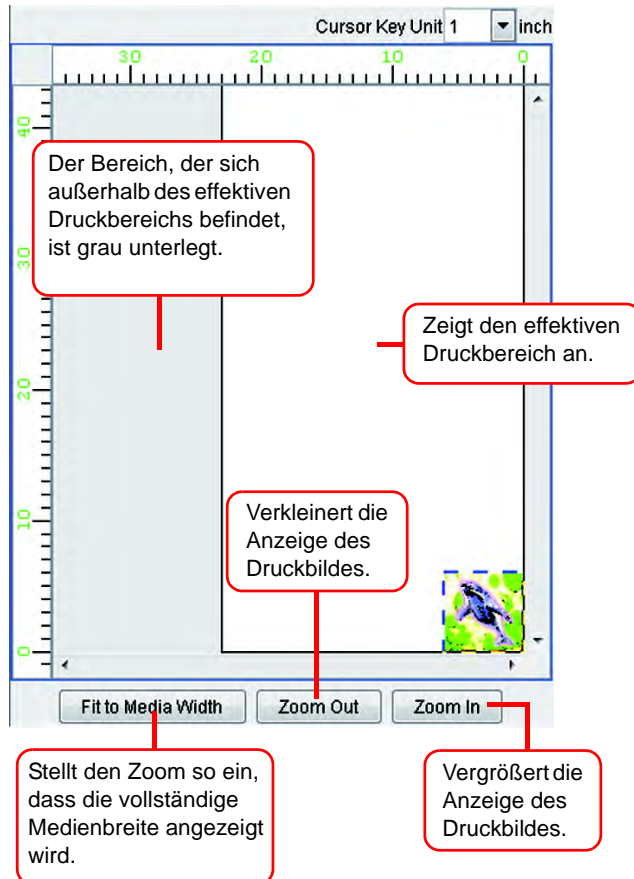 Cursor Key Unit 1 inch
30 20 10 0
40
Der Bereich, der sich
außerhalb des effektiven
Druckbereichs befindet,
ist grau unterlegt.
30
Zeigt den effektiven
Druckbereich an.
20
Verkleinert die
Anzeige des
Druckbildes.
10
0
Fit to Media Width Zoom Out Zoom In
Stellt den Zoom so ein,
dass die vollständige
Medienbreite angezeigt
wird.
Vergrößert die
Anzeige des
Druckbildes.